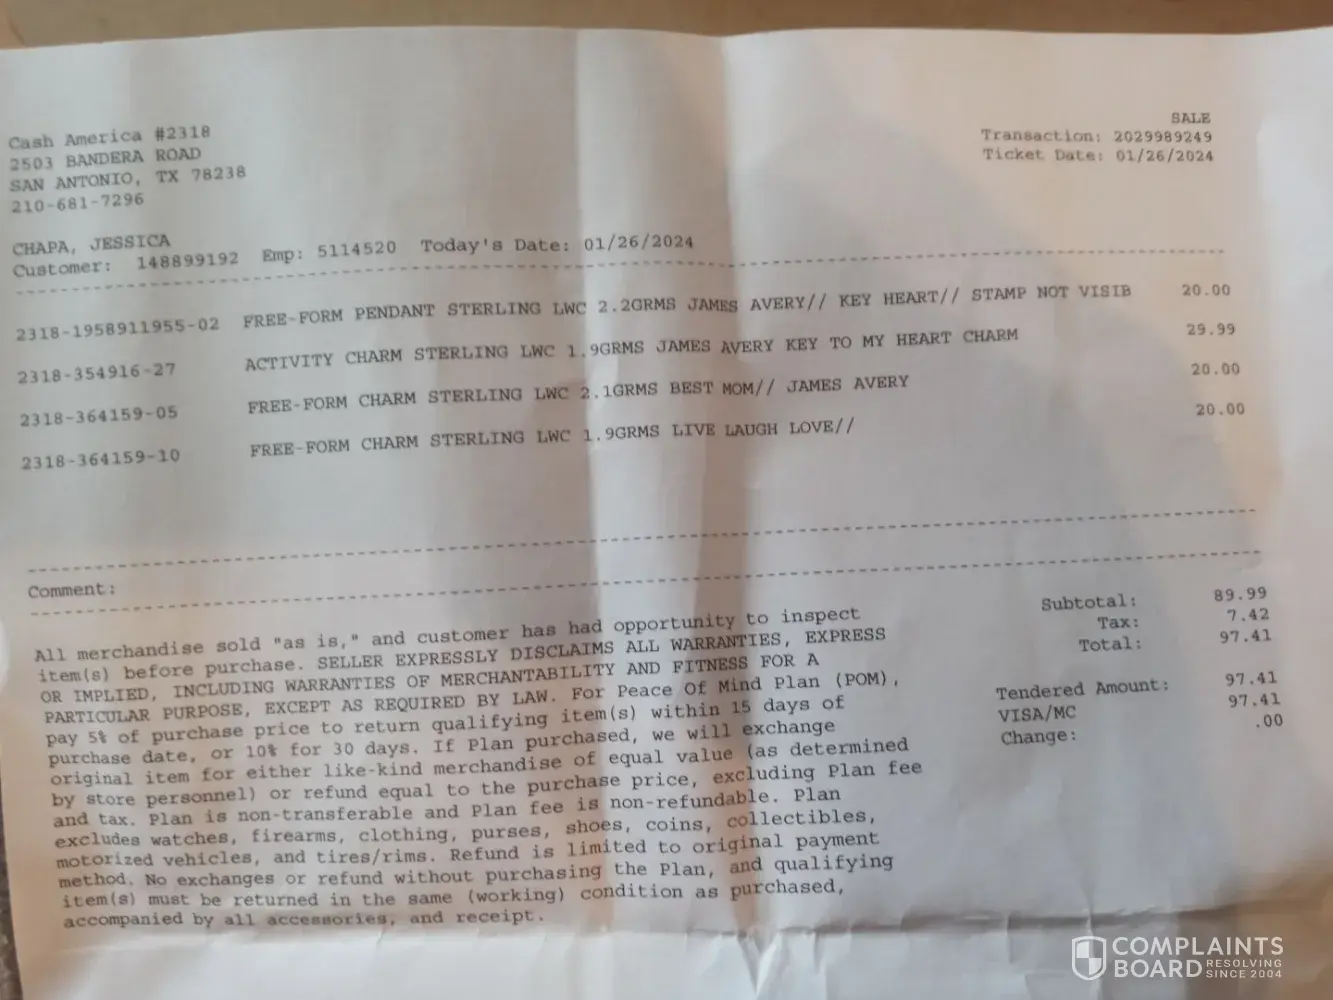 Cash America #2318
2503 BANDERA ROAD
SAN ANTONIO, TX 78238
210-681-7296
SALE
Transaction: 2029989249
Ticket Date: 01/26/2024
CHAPA, JESSICA
Customer: 148899192 Emp: 5114520 Today's Date: 01/26/2024
2318-1958911955-02 FREE-FORM PENDANT STERLING LWC 2.2GRMS JAMES AVERY// KEY HEART// STAMP NOT VISIB 20.00
2318-354916-27 ACTIVITY CHARM STERLING LWC 1.9GRMS JAMES AVERY KEY TO MY HEART CHARM 29.99
2318-364159-05 FREE-FORM CHARM STERLING LWC 2.1GRMS BEST MOM// JAMES AVERY 20.00
2318-364159-10 FREE-FORM CHARM STERLING LWC 1.9GRMS LIVE LAUGH LOVE// 20.00
Comment:
All merchandise sold "as is," and customer has had opportunity to inspect
item(s) before purchase. SELLER EXPRESSLY DISCLAIMS ALL WARRANTIES, EXPRESS
OR IMPLIED, INCLUDING WARRANTIES OF MERCHANTABILITY AND FITNESS FOR A
PARTICULAR PURPOSE, EXCEPT AS REQUIRED BY LAW. For Peace Of Mind Plan (POM),
pay 5% of purchase price to return qualifying item(s) within 15 days of
purchase date, or 10% for 30 days. If Plan purchased, we will exchange
original item for either like-kind merchandise of equal value (as determined
by store personnel) or refund equal to the purchase price, excluding Plan fee
and tax. Plan is non-transferable and Plan fee is non-refundable. Plan
excludes watches, firearms, clothing, purses, shoes, coins, collectibles,
motorized vehicles, and tires/rims. Refund is limited to original payment
method. No exchanges or refund without purchasing the Plan, and qualifying
item(s) must be returned in the same (working) condition as purchased,
accompanied by all accessories, and receipt.
Subtotal: 89.99
Tax: 7.42
Total: 97.41
Tendered Amount: 97.41
VISA/MC 97.41
Change: .00
COMPLAINTS
BOARD RESOLVING
SINCE 2004